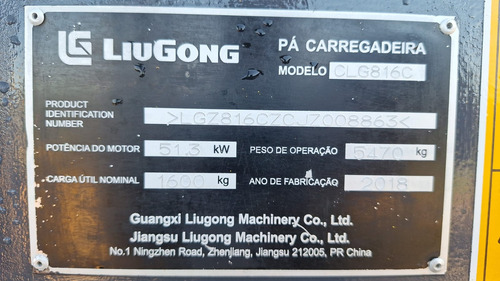 LIUGONG
PÁ CARREGADEIRA
MODELO CLG816C
PRODUCT IDENTIFICATION NUMBER >LGZ816CZCJZ008863<
POTÊNCIA DO MOTOR 51.3 kW
PESO DE OPERAÇÃO 5470 kg
CARGA ÚTIL NOMINAL 1600 kg
ANO DE FABRICAÇÃO 2018
Guangxi Liugong Machinery Co., Ltd.
Jiangsu Liugong Machinery Co., Ltd.
No.1 Ningzhen Road, Zhenjiang, Jiangsu 212005, PR China